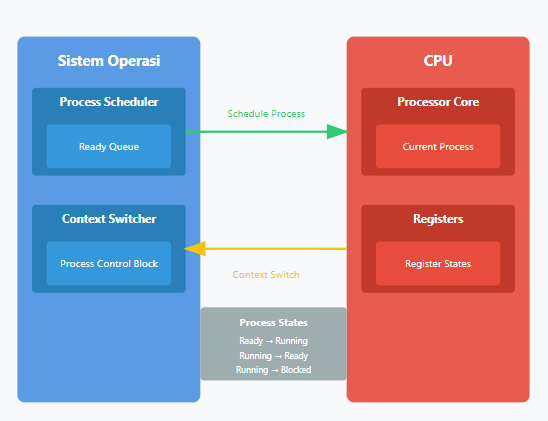 Sistem Operasi
Process Scheduler
Ready Queue
Context Switcher
Process Control Block
Schedule Process
Context Switch
Process States
Ready → Running
Running → Ready
Running → Blocked
CPU
Processor Core
Current Process
Registers
Register States